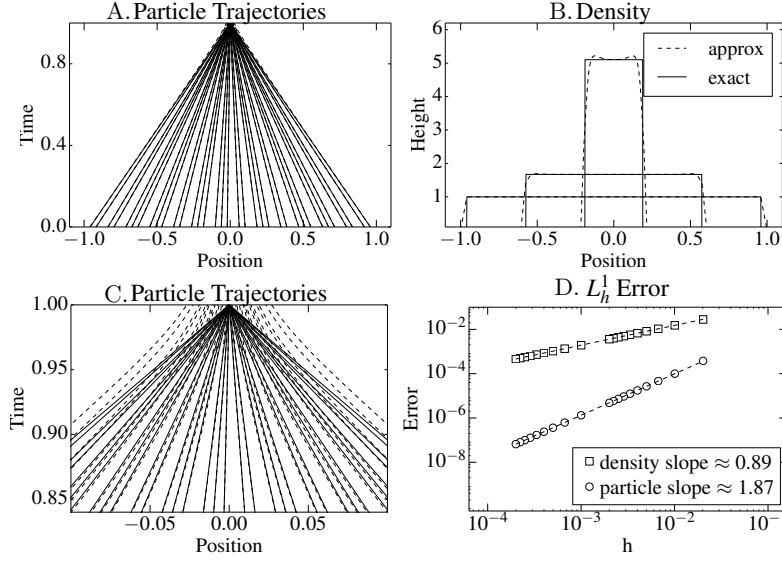 A. Particle Trajectories
Time
0.8
0.4
0.0
−1.0 −0.5 0.0 0.5 1.0
Position
B. Density
Height
6
5
4
3
2
1
approx
exact
−1.0 −0.5 0.0 0.5 1.0
Position
C. Particle Trajectories
Time
1.00
0.95
0.90
0.85
−0.05 0.00 0.05
Position
D. L¹ₕ Error
Error
10⁻²
10⁻⁴
10⁻⁶
10⁻⁸
density slope ≈ 0.89
particle slope ≈ 1.87
10⁻⁴ 10⁻³ 10⁻² 10⁻¹
h